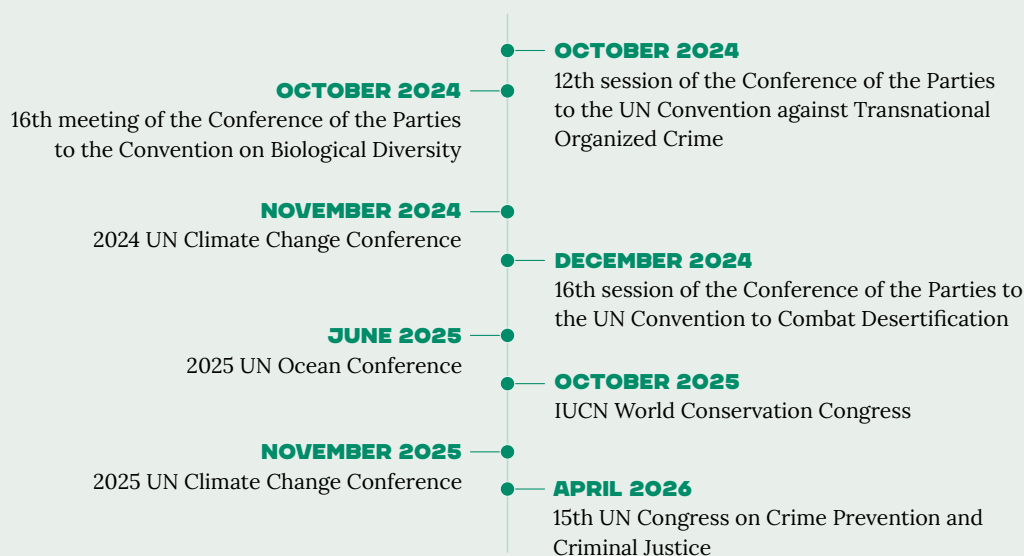 OCTOBER 2024
12th session of the Conference of the Parties
to the UN Convention against Transnational
Organized Crime
OCTOBER 2024
16th meeting of the Conference of the Parties
to the Convention on Biological Diversity
NOVEMBER 2024
2024 UN Climate Change Conference
DECEMBER 2024
16th session of the Conference of the Parties to
the UN Convention to Combat Desertification
JUNE 2025
2025 UN Ocean Conference
OCTOBER 2025
IUCN World Conservation Congress
NOVEMBER 2025
2025 UN Climate Change Conference
APRIL 2026
15th UN Congress on Crime Prevention and
Criminal Justice